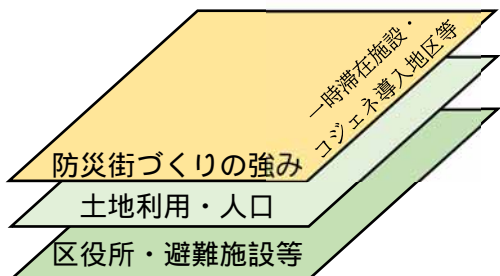 一時滞在施設・
コジェネ導入地区等
防災街づくりの強み
土地利用・人口
区役所・避難施設等